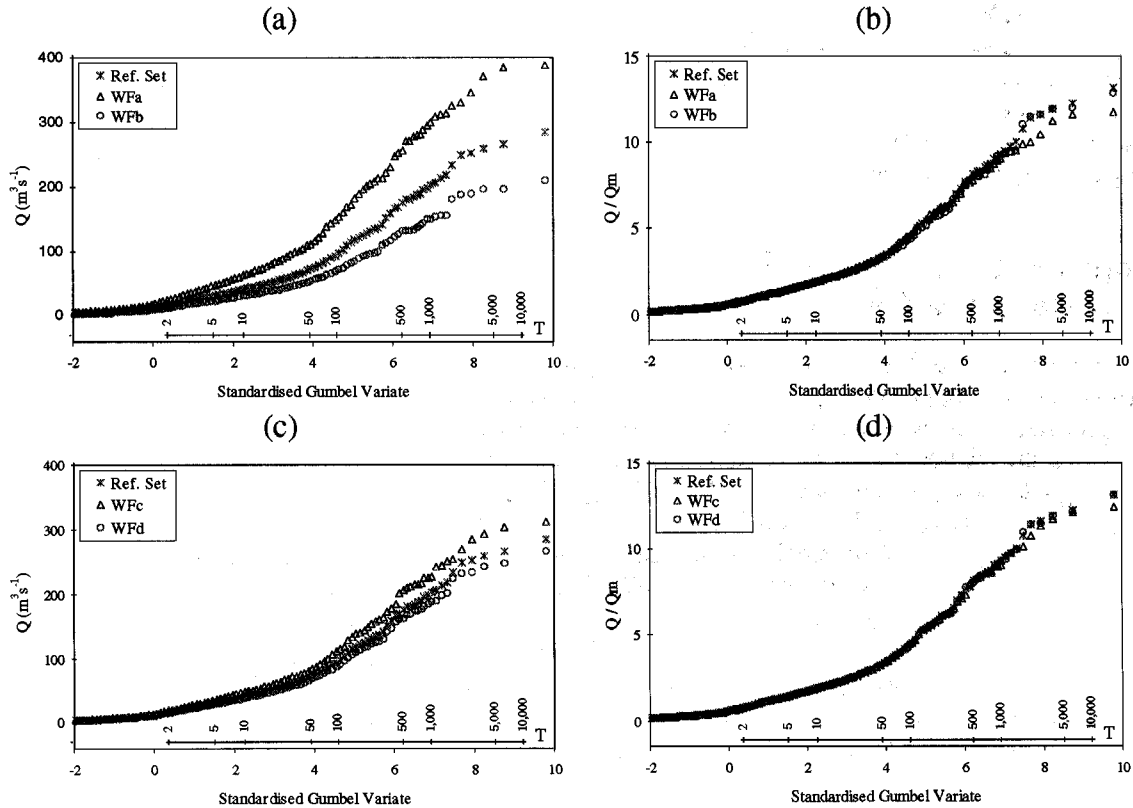 (a)
400
300
200
100
0
Q (m³s⁻¹)
Ref. Set
WFa
WFb
2
5
10
50
100
500
1,000
5,000
10,000
T
-2
0
2
4
6
8
10
Standardised Gumbel Variate
(b)
15
10
5
0
Q / Qm
Ref. Set
WFa
WFb
2
5
10
50
100
500
1,000
5,000
10,000
T
-2
0
2
4
6
8
10
Standardised Gumbel Variate
(c)
400
300
200
100
0
Q (m³s⁻¹)
Ref. Set
WFc
WFd
2
5
10
50
100
500
1,000
5,000
10,000
T
-2
0
2
4
6
8
10
Standardised Gumbel Variate
(d)
15
10
5
0
Q / Qm
Ref. Set
WFc
WFd
2
5
10
50
100
500
1,000
5,000
10,000
T
-2
0
2
4
6
8
10
Standardised Gumbel Variate